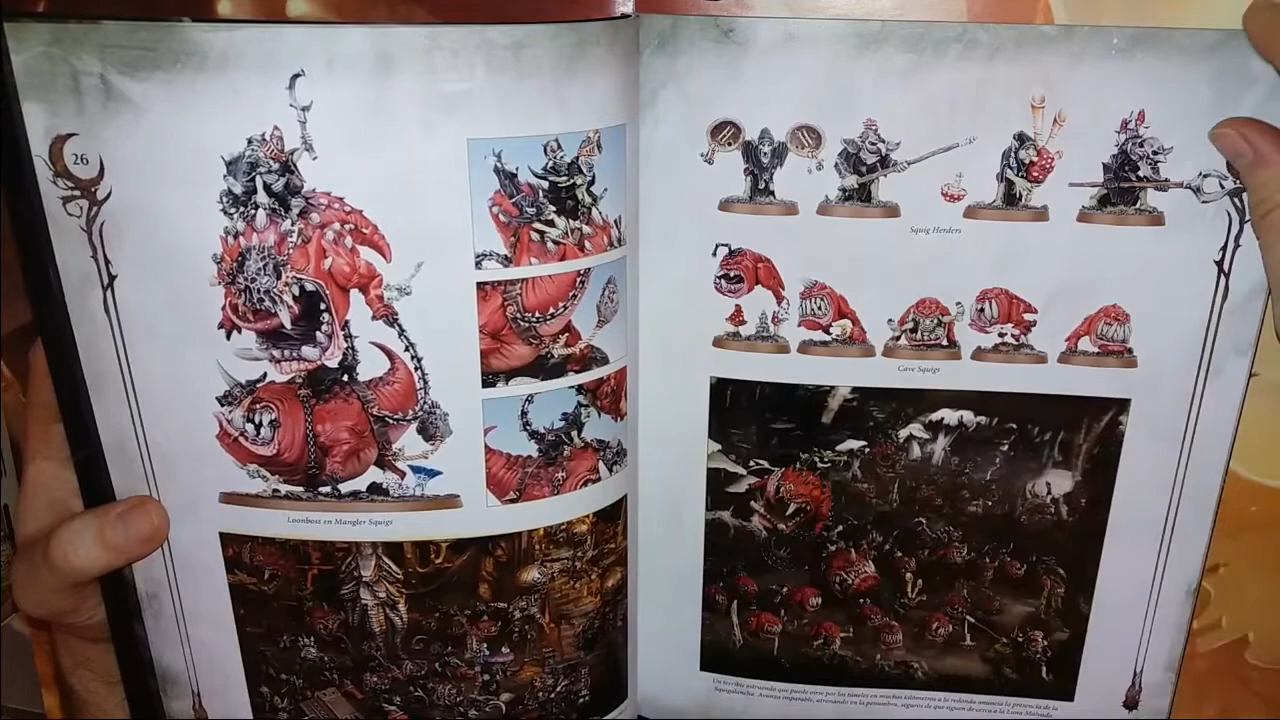 26
Loonboss en Mangler Squigs
Squig Herders
Cave Squigs
Un terrible estruendo que puede oírse por los túneles en muchos kilómetros a la redonda anuncia la presencia de la
Squigalancha. Avanza imparable, atronando en la penumbra, seguros de que siguen de cerca a la Luna Malvada.